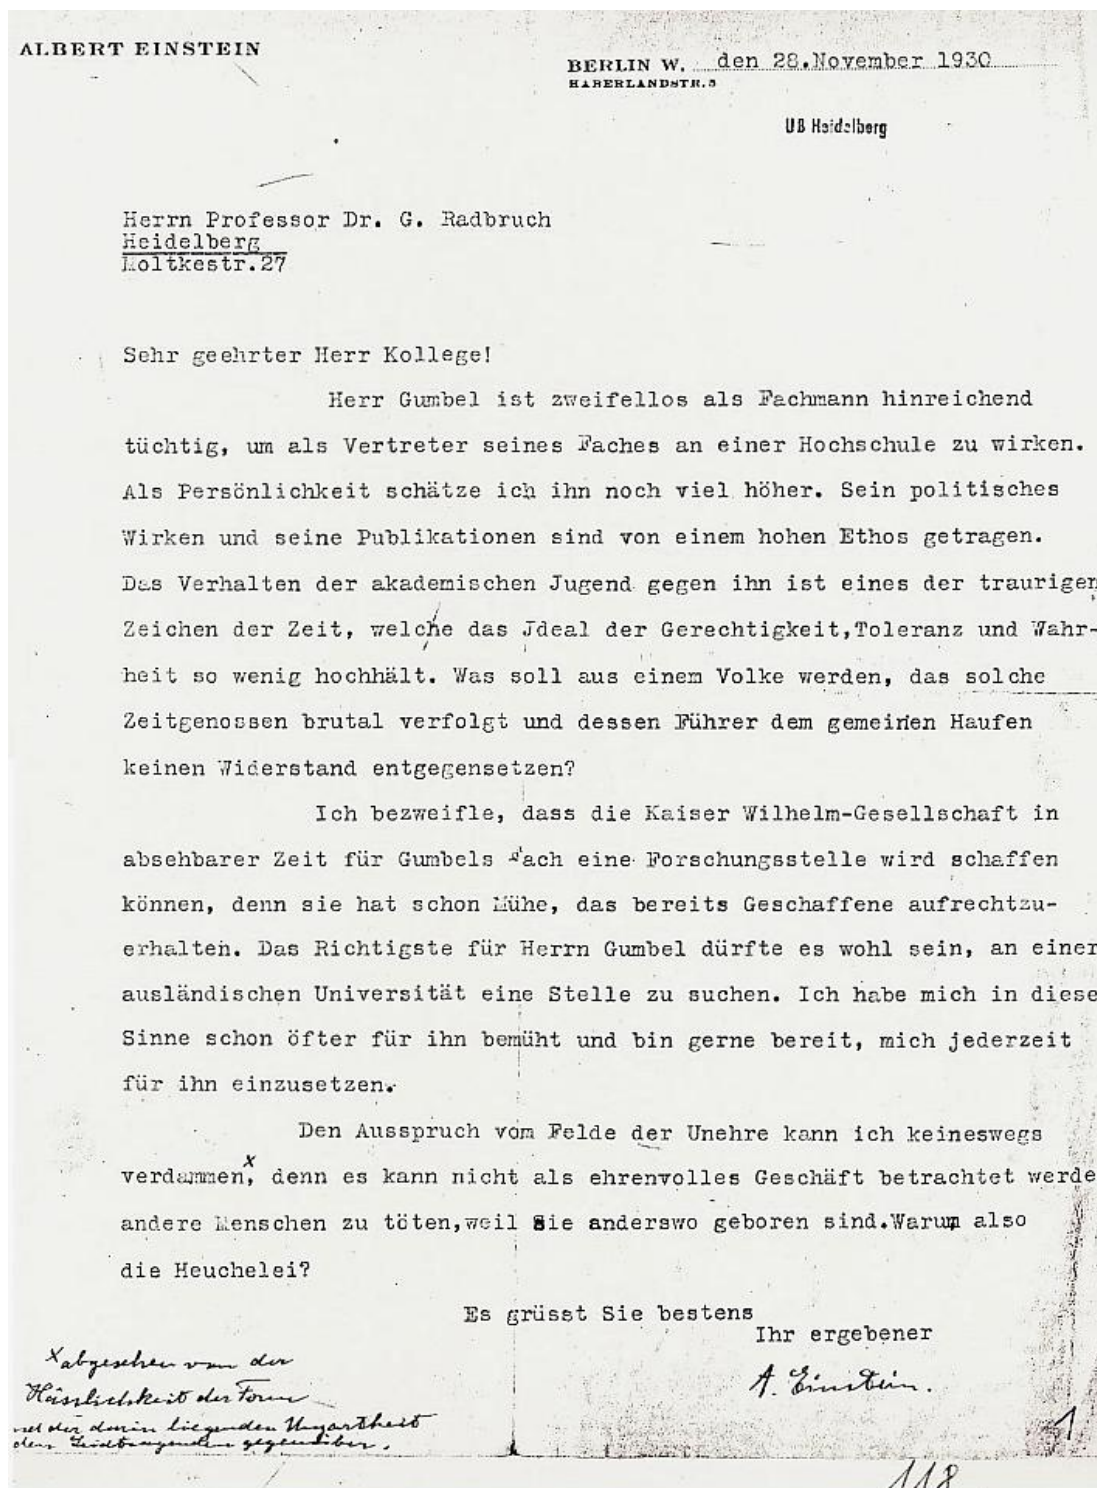 ALBERT EINSTEIN
BERLIN W. den 28.November 1930
HABERLANDSTR.5
UB Heidelberg
Herrn Professor Dr. G. Radbruch
Heidelberg
Moltkestr.27
Sehr geehrter Herr Kollege!
Herr Gumbel ist zweifellos als Fachmann hinreichend
tüchtig, um als Vertreter seines Faches an einer Hochschule zu wirken.
Als Persönlichkeit schätze ich ihn noch viel höher. Sein politisches
Wirken und seine Publikationen sind von einem hohen Ethos getragen.
Das Verhalten der akademischen Jugend gegen ihn ist eines der traurigen
Zeichen der Zeit, welche das Jdeal der Gerechtigkeit,Toleranz und Wahr-
heit so wenig hochhält. Was soll aus einem Volke werden, das solche
Zeitgenossen brutal verfolgt und dessen Führer dem gemeinen Haufen
keinen Widerstand entgegensetzen?
Ich bezweifle, dass die Kaiser Wilhelm-Gesellschaft in
absehbarer Zeit für Gumbels Fach eine Forschungsstelle wird schaffen
können, denn sie hat schon Mühe, das bereits Geschaffene aufrechtzu-
erhalten. Das Richtigste für Herrn Gumbel dürfte es wohl sein, an einer
ausländischen Universität eine Stelle zu suchen. Ich habe mich in diese
Sinne schon öfter für ihn bemüht und bin gerne bereit, mich jederzeit
für ihn einzusetzen.
Den Ausspruch vom Felde der Unehre kann ich keineswegs
verdammen,x denn es kann nicht als ehrenvolles Geschäft betrachtet werde
andere Menschen zu töten,weil Sie anderswo geboren sind.Warum also
die Heuchelei?
Es grüsst Sie bestens
Ihr ergebener
A. Einstein.
x abgesehen von der
Hässlichkeit der Form
und der darin liegenden Ungartheit
den Leidtragenden gegenüber.
1
118